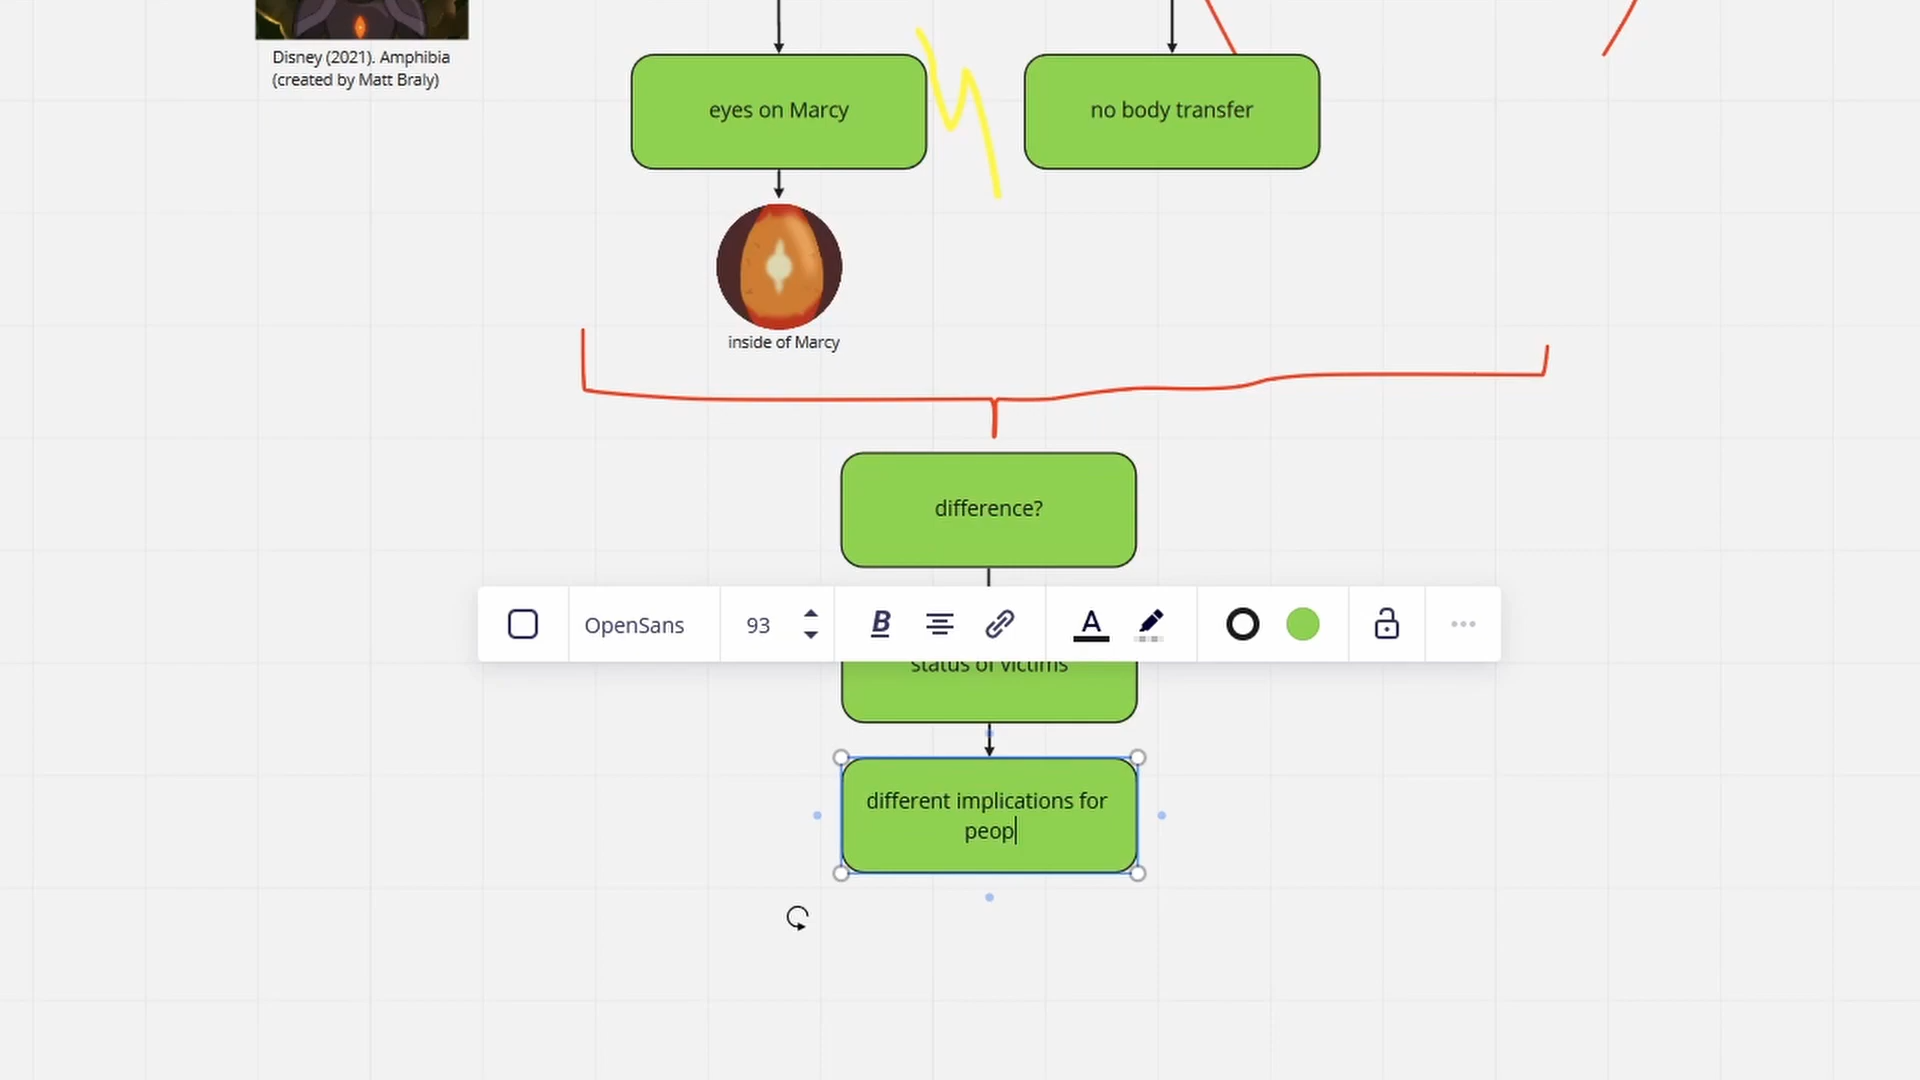 Disney (2021). Amphibia
(created by Matt Braly)
eyes on Marcy
no body transfer
inside of Marcy
difference?
OpenSans
93
B
A
status of victims
different implications for
peop